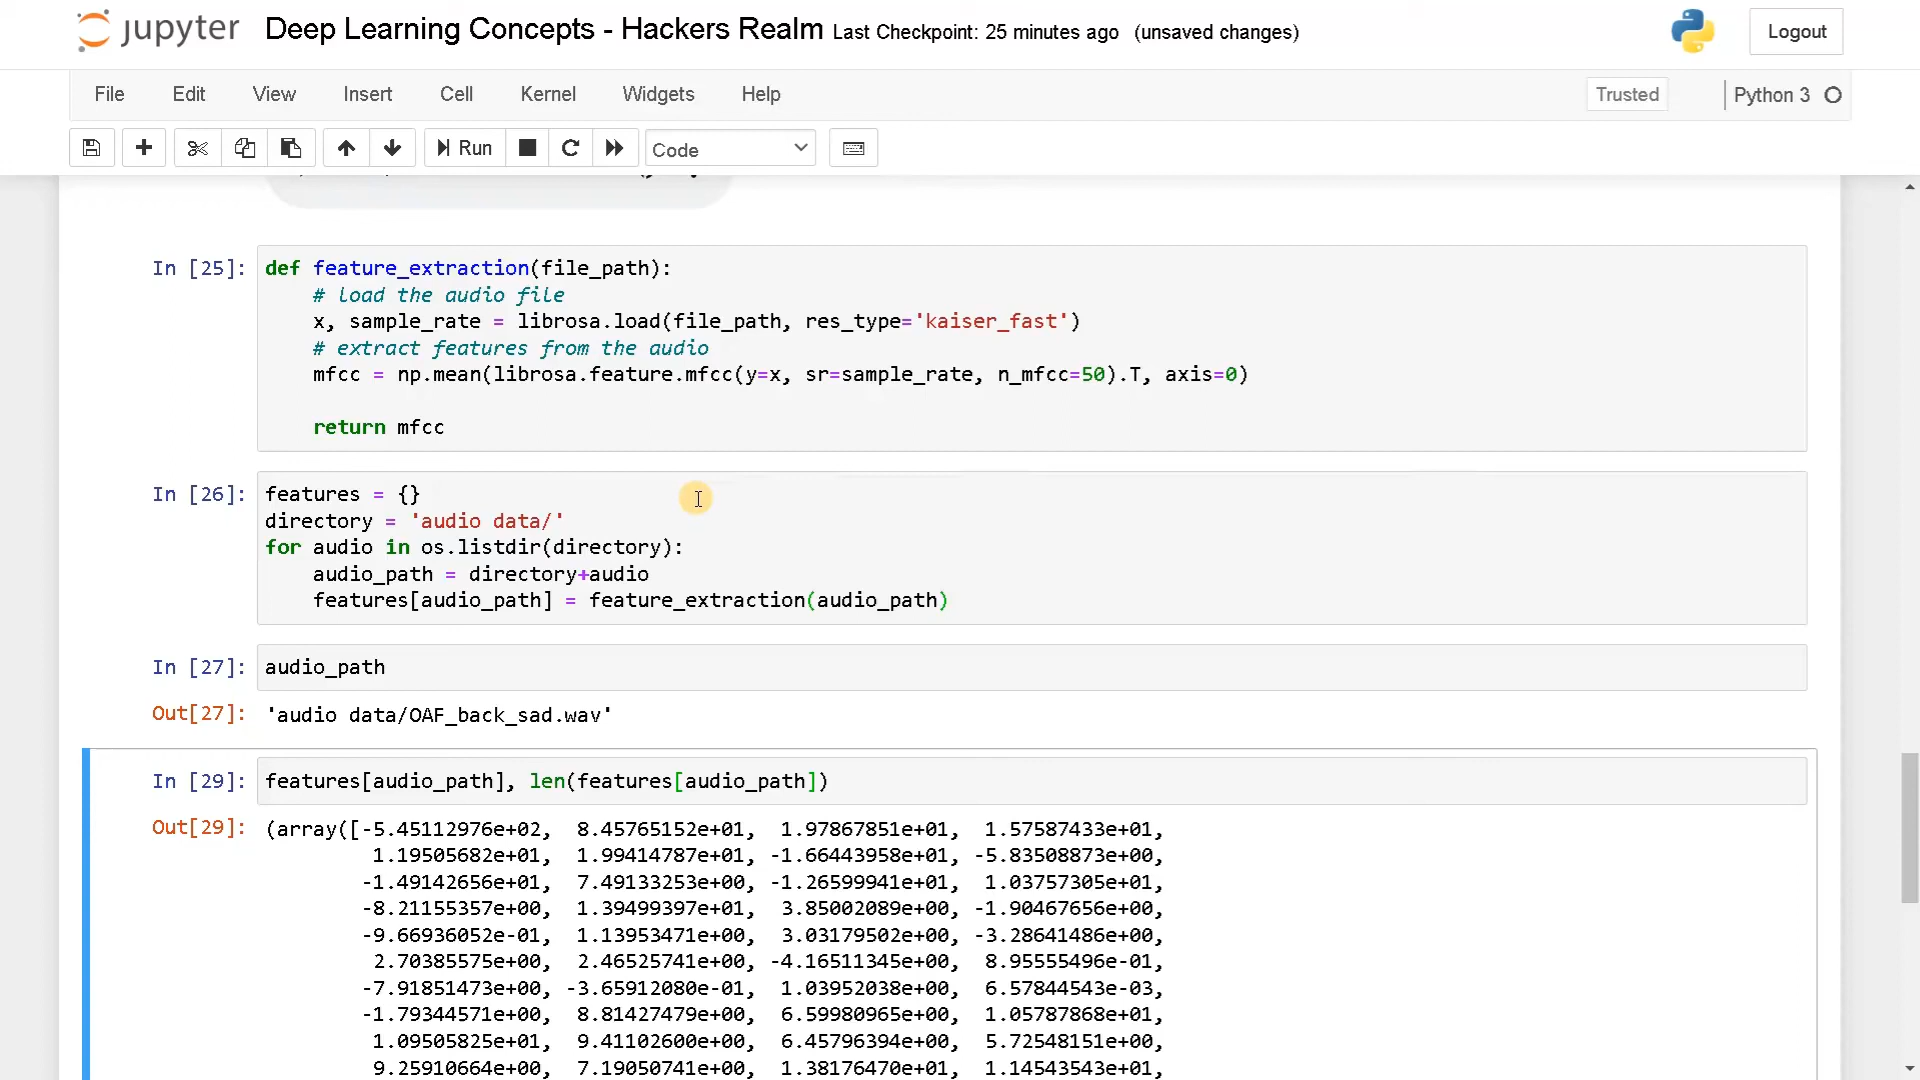 jupyter Deep Learning Concepts - Hackers Realm Last Checkpoint: 25 minutes ago (unsaved changes) Logout
File Edit View Insert Cell Kernel Widgets Help Trusted Python 3
Run Code
In [25]: def feature_extraction(file_path):
# load the audio file
x, sample_rate = librosa.load(file_path, res_type='kaiser_fast')
# extract features from the audio
mfcc = np.mean(librosa.feature.mfcc(y=x, sr=sample_rate, n_mfcc=50).T, axis=0)
return mfcc
In [26]: features = {}
directory = 'audio data/'
for audio in os.listdir(directory):
audio_path = directory+audio
features[audio_path] = feature_extraction(audio_path)
In [27]: audio_path
Out[27]: 'audio data/OAF_back_sad.wav'
In [29]: features[audio_path], len(features[audio_path])
Out[29]: (array([-5.45112976e+02, 8.45765152e+01, 1.97867851e+01, 1.57587433e+01,
1.19505682e+01, 1.99414787e+01, -1.66443958e+01, -5.83508873e+00,
-1.49142656e+01, 7.49133253e+00, -1.26599941e+01, 1.03757305e+01,
-8.21155357e+00, 1.39499397e+01, 3.85002089e+00, -1.90467656e+00,
-9.66936052e-01, 1.13953471e+00, 3.03179502e+00, -3.28641486e+00,
2.70385575e+00, 2.46525741e+00, -4.16511345e+00, 8.95555496e-01,
-7.91851473e+00, -3.65912080e-01, 1.03952038e+00, 6.57844543e-03,
-1.79344571e+00, 8.81427479e+00, 6.59980965e+00, 1.05787868e+01,
1.09505825e+01, 9.41102600e+00, 6.45796394e+00, 5.72548151e+00,
9.25910664e+00, 7.19050741e+00, 1.38176470e+01, 1.14543543e+01,